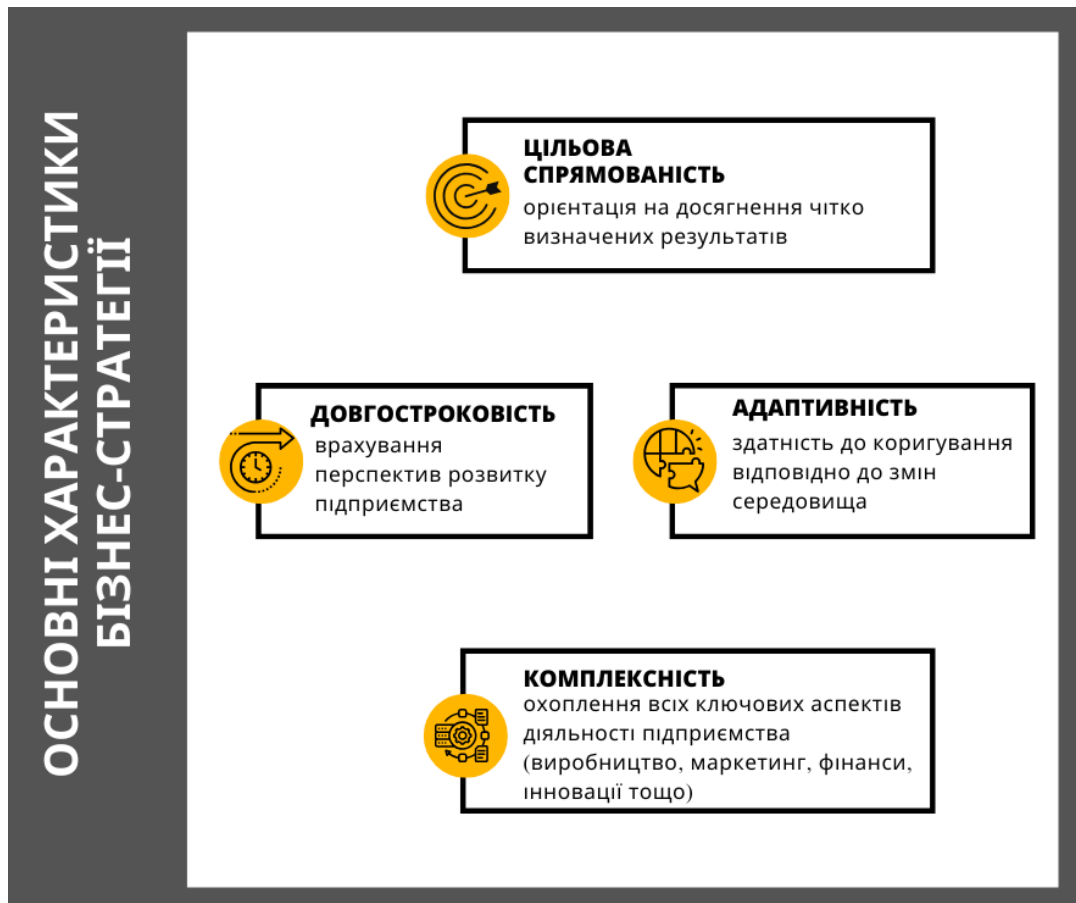 ОСНОВНІ ХАРАКТЕРИСТИКИ
БІЗНЕС-СТРАТЕГІЇ
ЦІЛЬОВА
СПРЯМОВАНІСТЬ
орієнтація на досягнення чітко
визначених результатів
ДОВГОСТРОКОВІСТЬ
врахування
перспектив розвитку
підприємства
АДАПТИВНІСТЬ
здатність до коригування
відповідно до змін
середовища
КОМПЛЕКСНІСТЬ
охоплення всіх ключових аспектів
діяльності підприємства
(виробництво, маркетинг, фінанси,
інновації тощо)